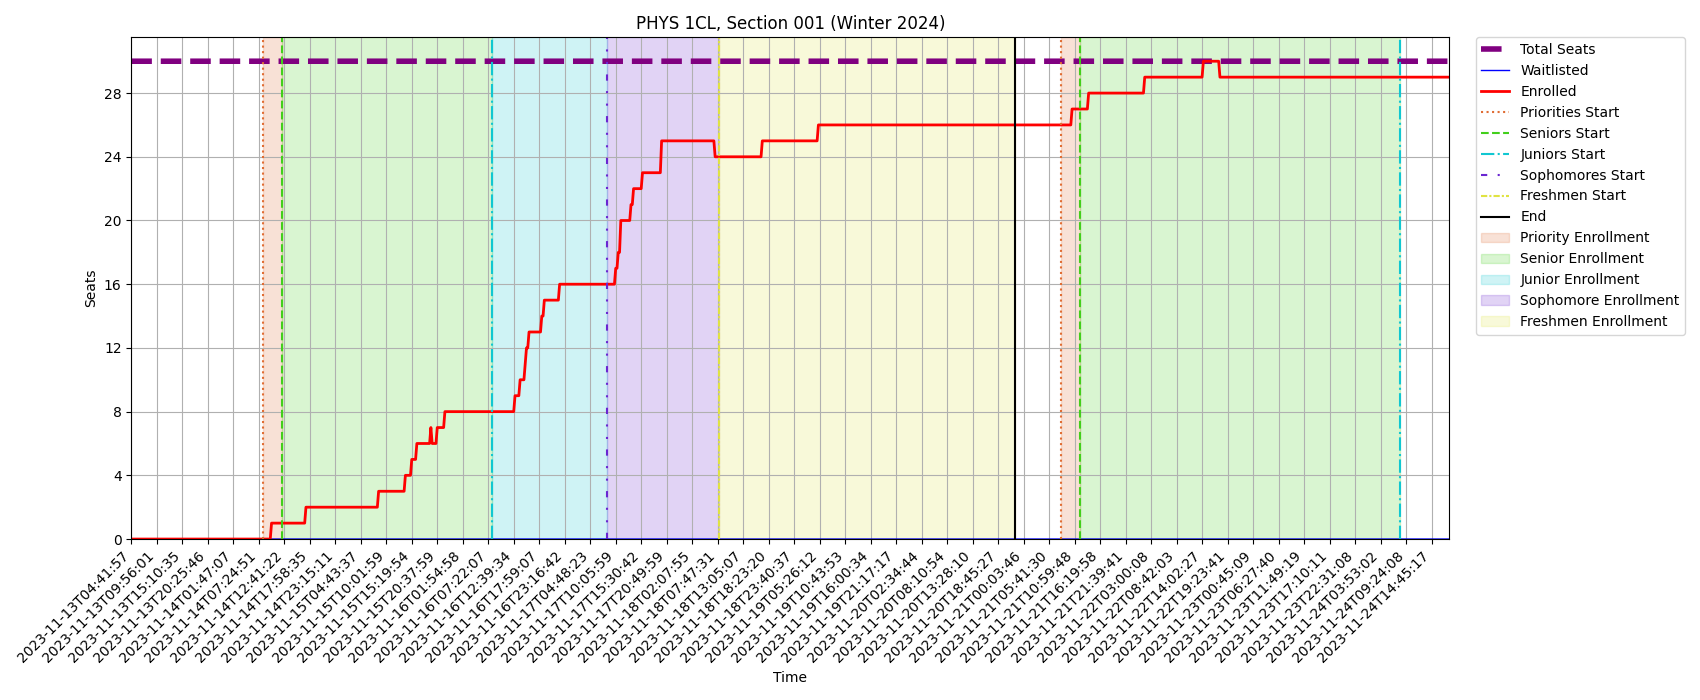 PHYS 1CL, Section 001 (Winter 2024)
Seats
28
24
20
16
12
8
4
0
2023-11-13T04:41:57
2023-11-13T09:56:01
2023-11-13T15:10:35
2023-11-13T20:25:46
2023-11-14T01:47:07
2023-11-14T07:24:51
2023-11-14T12:41:22
2023-11-14T17:58:35
2023-11-14T23:15:11
2023-11-15T04:43:37
2023-11-15T10:01:59
2023-11-15T15:19:54
2023-11-15T20:37:59
2023-11-16T01:54:58
2023-11-16T07:22:07
2023-11-16T12:39:34
2023-11-16T17:59:07
2023-11-16T23:16:42
2023-11-17T04:48:23
2023-11-17T10:05:59
2023-11-17T15:30:42
2023-11-17T20:49:59
2023-11-18T02:07:55
2023-11-18T07:47:31
2023-11-18T13:05:07
2023-11-18T18:23:20
2023-11-18T23:40:37
2023-11-19T05:26:12
2023-11-19T10:43:53
2023-11-19T16:00:34
2023-11-19T21:17:17
2023-11-20T02:34:44
2023-11-20T08:10:54
2023-11-20T13:28:10
2023-11-20T18:45:27
2023-11-21T00:03:46
2023-11-21T05:41:30
2023-11-21T10:59:48
2023-11-21T16:19:58
2023-11-21T21:39:41
2023-11-22T03:00:08
2023-11-22T08:42:03
2023-11-22T14:02:27
2023-11-22T19:23:41
2023-11-23T00:45:09
2023-11-23T06:27:40
2023-11-23T11:49:19
2023-11-23T17:10:11
2023-11-23T22:31:08
2023-11-24T03:53:02
2023-11-24T09:24:08
2023-11-24T14:45:17
Time
Total Seats
Waitlisted
Enrolled
Priorities Start
Seniors Start
Juniors Start
Sophomores Start
Freshmen Start
End
Priority Enrollment
Senior Enrollment
Junior Enrollment
Sophomore Enrollment
Freshmen Enrollment